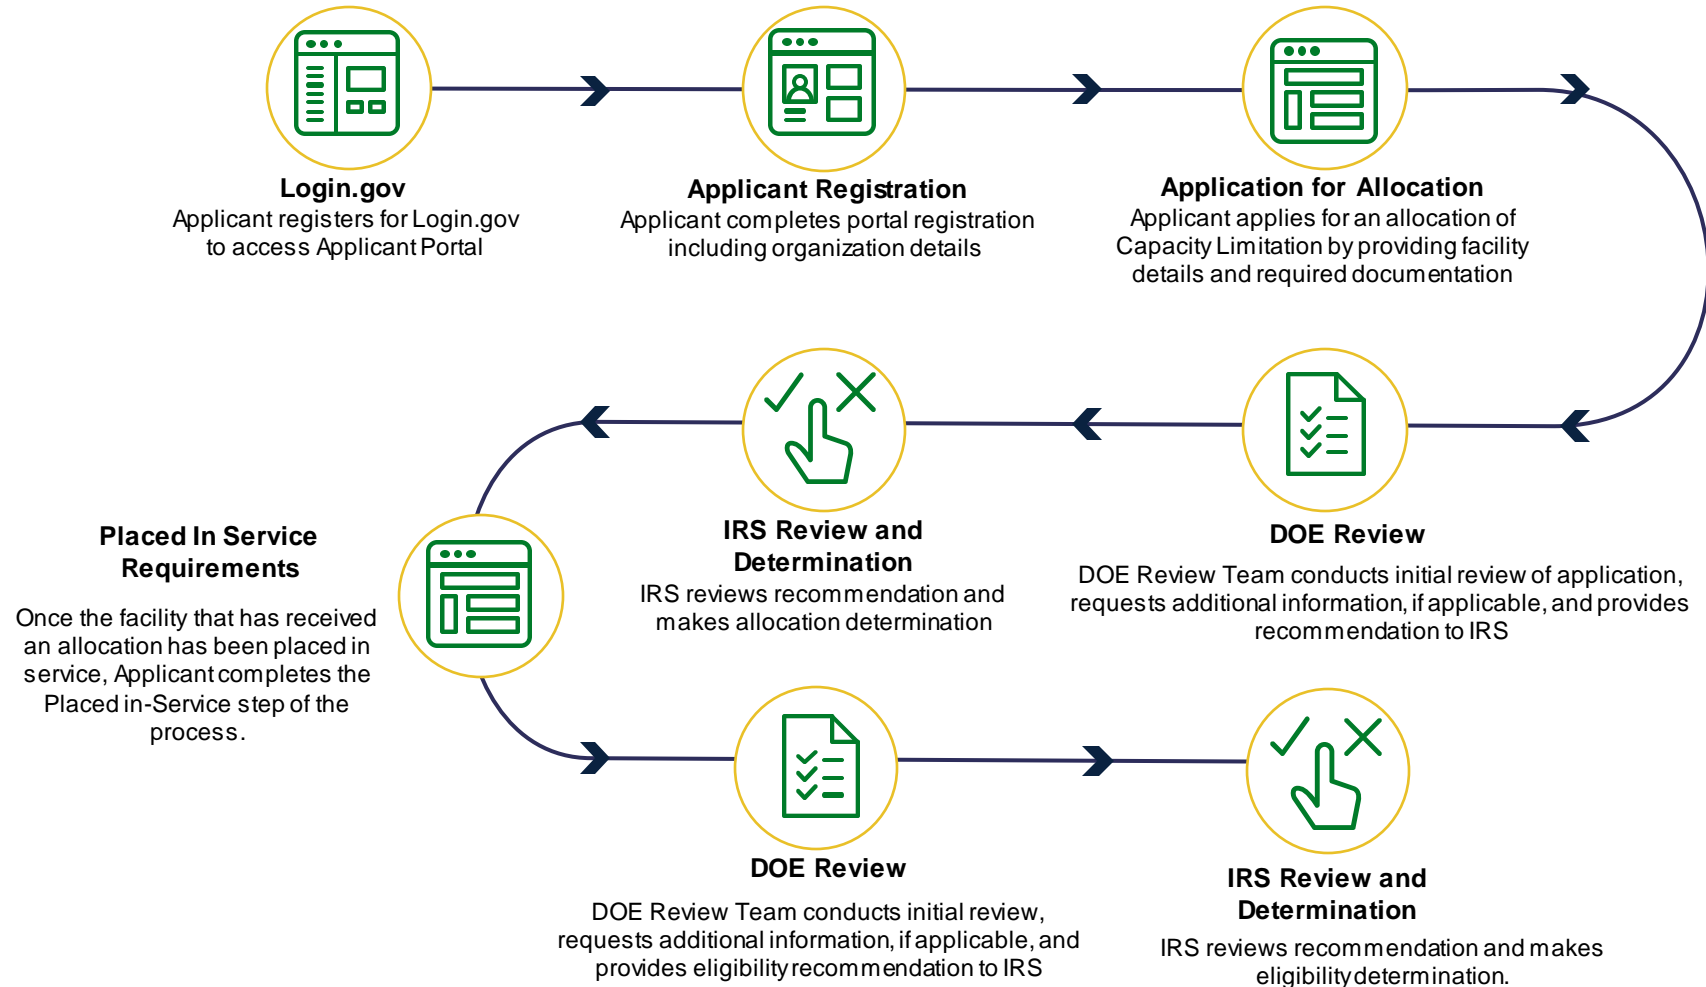 Login.gov
Applicant registers for Login.gov
to access Applicant Portal
Applicant Registration
Applicant completes portal registration
including organization details
Application for Allocation
Applicant applies for an allocation of
Capacity Limitation by providing facility
details and required documentation
DOE Review
DOE Review Team conducts initial review of application,
requests additional information, if applicable, and provides
recommendation to IRS
IRS Review and
Determination
IRS reviews recommendation and
makes allocation determination
Placed In Service
Requirements
Once the facility that has received
an allocation has been placed in
service, Applicant completes the
Placed in-Service step of the
process.
DOE Review
DOE Review Team conducts initial review,
requests additional information, if applicable, and
provides eligibility recommendation to IRS
IRS Review and
Determination
IRS reviews recommendation and makes
eligibility determination.